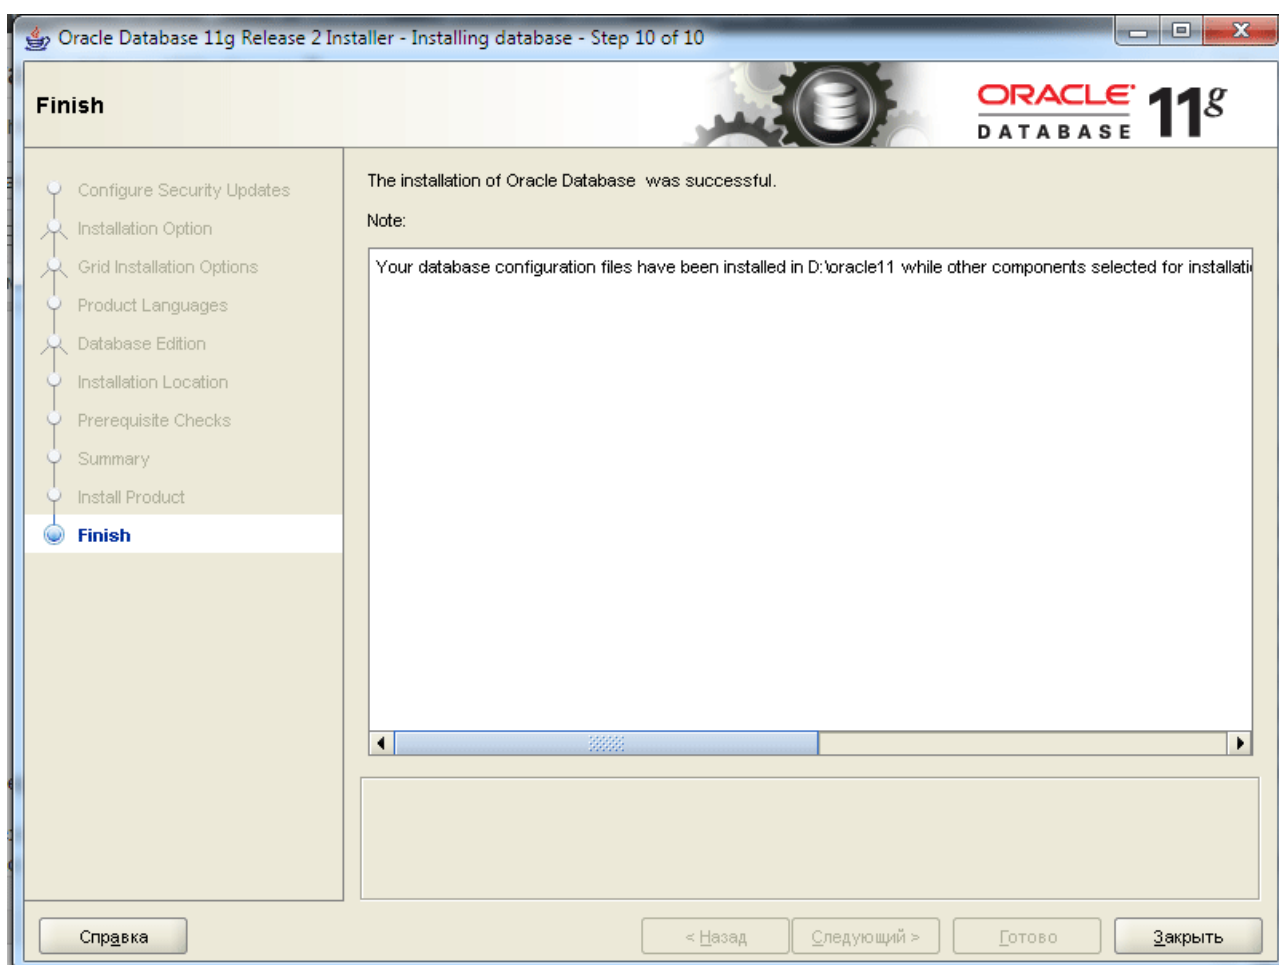 Oracle Database 11g Release 2 Installer - Installing database - Step 10 of 10
Finish
ORACLE 11g
DATABASE
Configure Security Updates
Installation Option
Grid Installation Options
Product Languages
Database Edition
Installation Location
Prerequisite Checks
Summary
Install Product
Finish
The installation of Oracle Database  was successful.
Note:
Your database configuration files have been installed in D:\oracle11 while other components selected for
Справка
< Назад
Следующий >
Готово
Закрыть